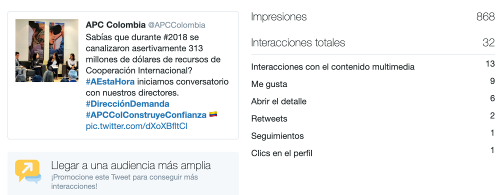 APC Colombia @APCColombia
Sabías que durante #2018 se
canalizaron asertivamente 313
millones de dólares de recursos de
Cooperación Internacional?
#AEstaHora iniciamos conversatorio
con nuestros directores.
#DirecciónDemanda
#APCColConstruyeConfianza 🇨🇴
pic.twitter.com/dXoXBfltCl
Llegar a una audiencia más amplia
¡Promocione este Tweet para conseguir más
interacciones!
Impresiones 868
Interacciones totales 32
Interacciones con el contenido multimedia 13
Me gusta 9
Abrir el detalle 6
Retweets 2
Seguimientos 1
Clics en el perfil 1